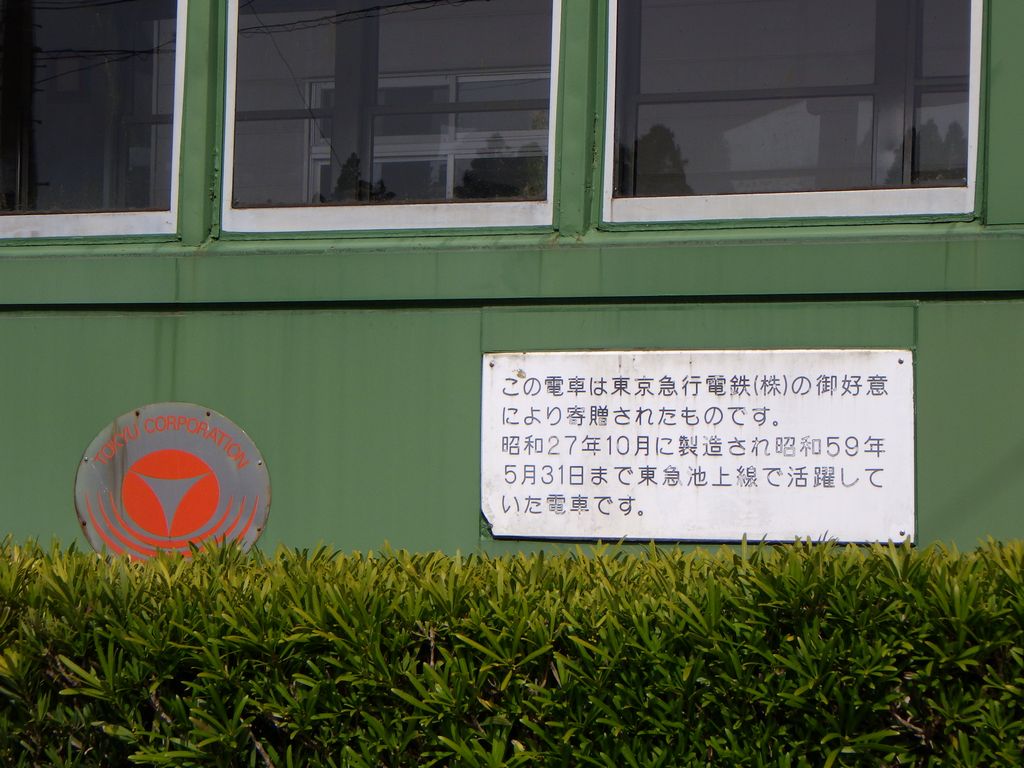 TOKYU CORPORATION
この電車は東京急行電鉄(株)の御好意
により寄贈されたものです。
昭和27年10月に製造され昭和59年
5月31日まで東急池上線で活躍して
いた電車です。